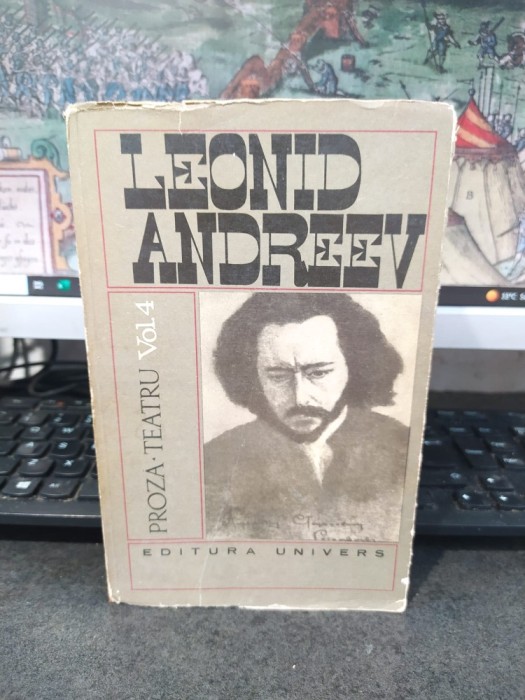 LEONID
ANDREEV
PROZA · TEATRU Vol. 4
EDITURA UNIVERS